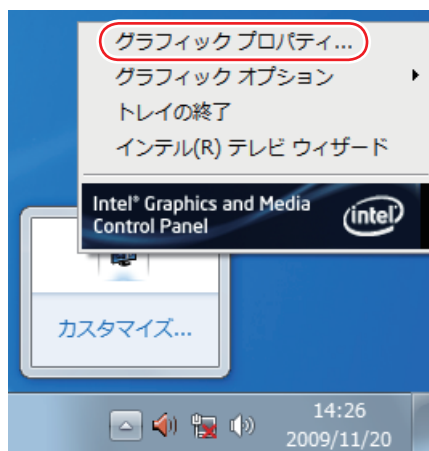 グラフィック プロパティ...
グラフィック オプション
トレイの終了
インテル(R) テレビ ウィザード
Intel® Graphics and Media
Control Panel
intel
カスタマイズ...
14:26
2009/11/20